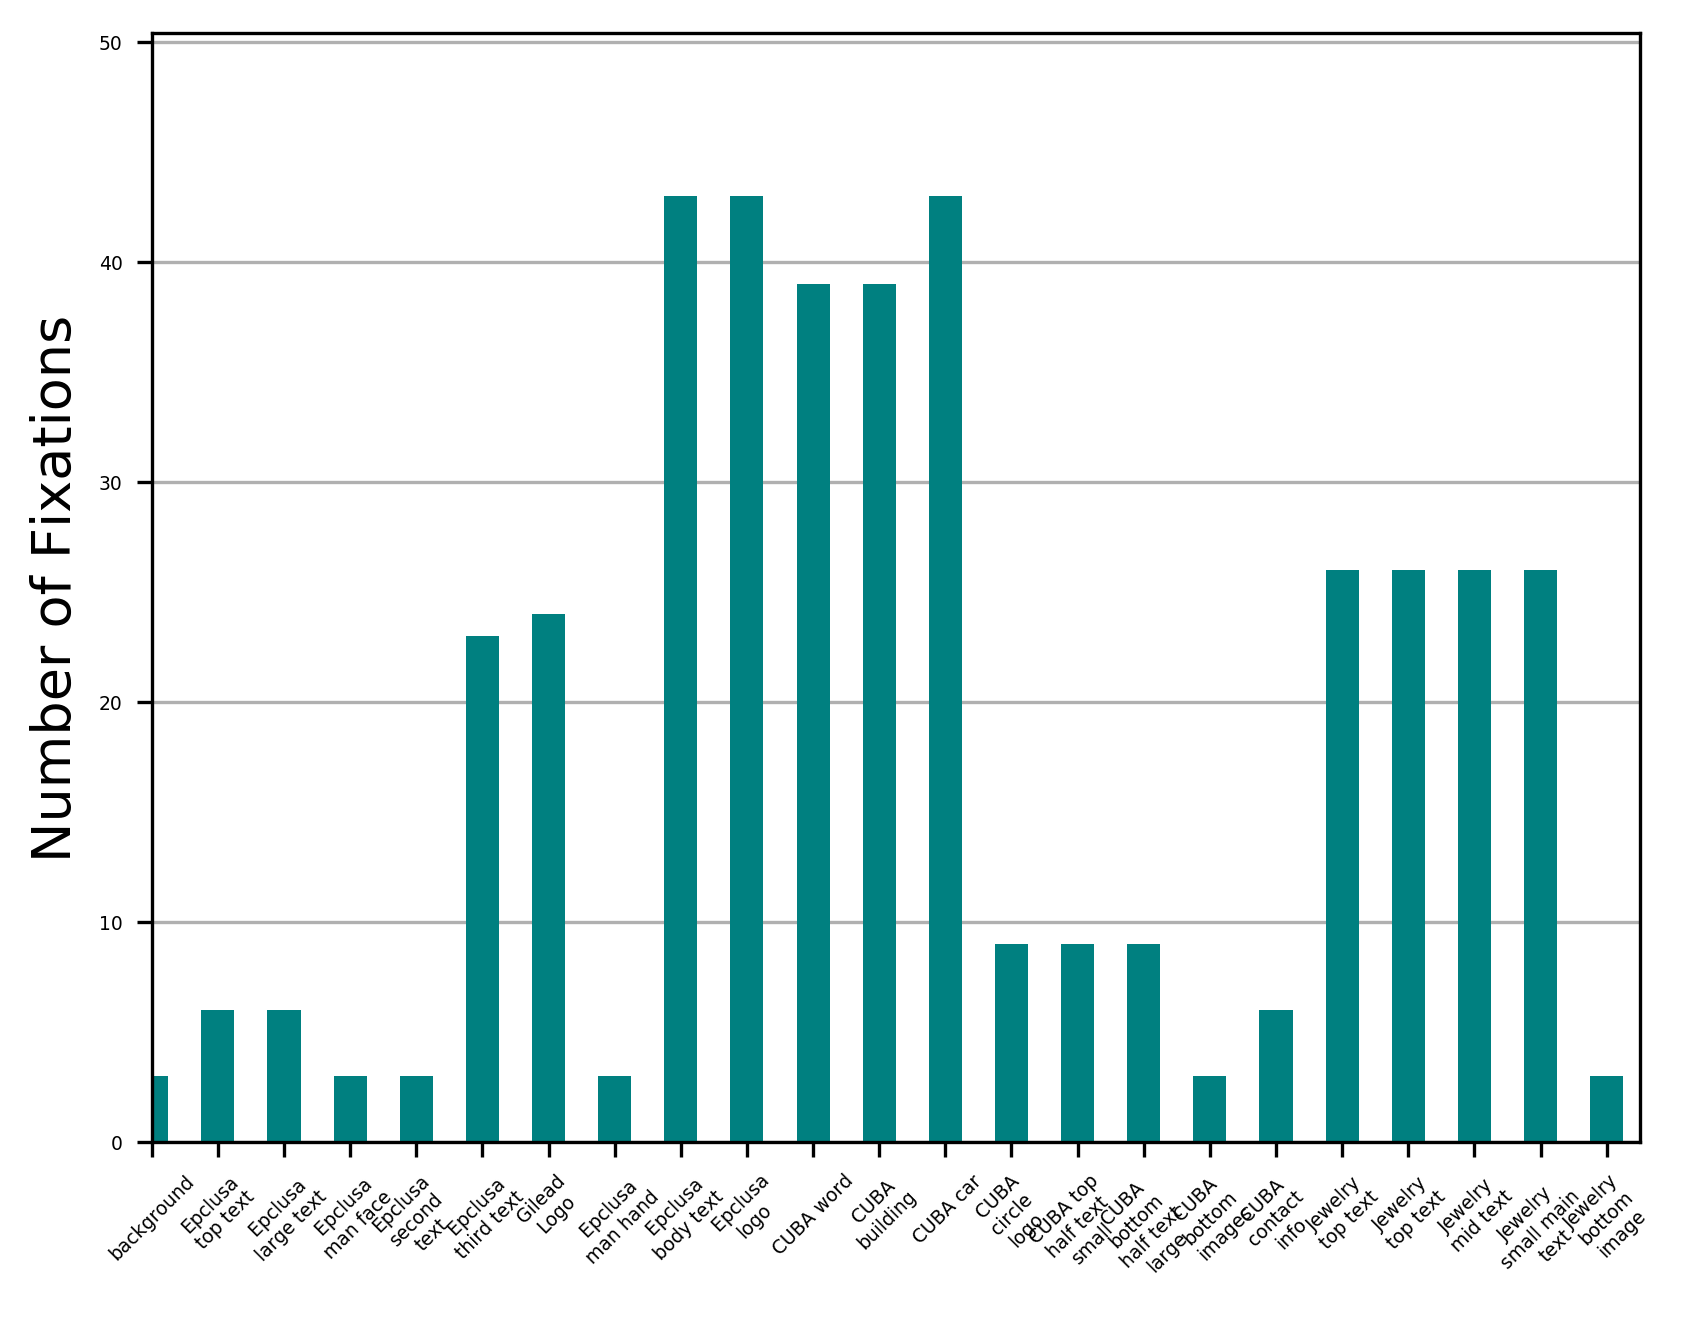 Number of Fixations
50
40
30
20
10
0
background
Epclusa
top text
Epclusa
large text
Epclusa
man face
Epclusa
second
text
Epclusa
third text
Gilead
Logo
Epclusa
man hand
Epclusa
body text
Epclusa
logo
CUBA word
CUBA
building
CUBA car
CUBA
circle
logo
CUBA top
half text
small
CUBA
bottom
half text
large
CUBA
bottom
images
CUBA
contact
info
Jewelry
top text
Jewelry
top text
Jewelry
mid text
Jewelry
small main
text
Jewelry
bottom
image